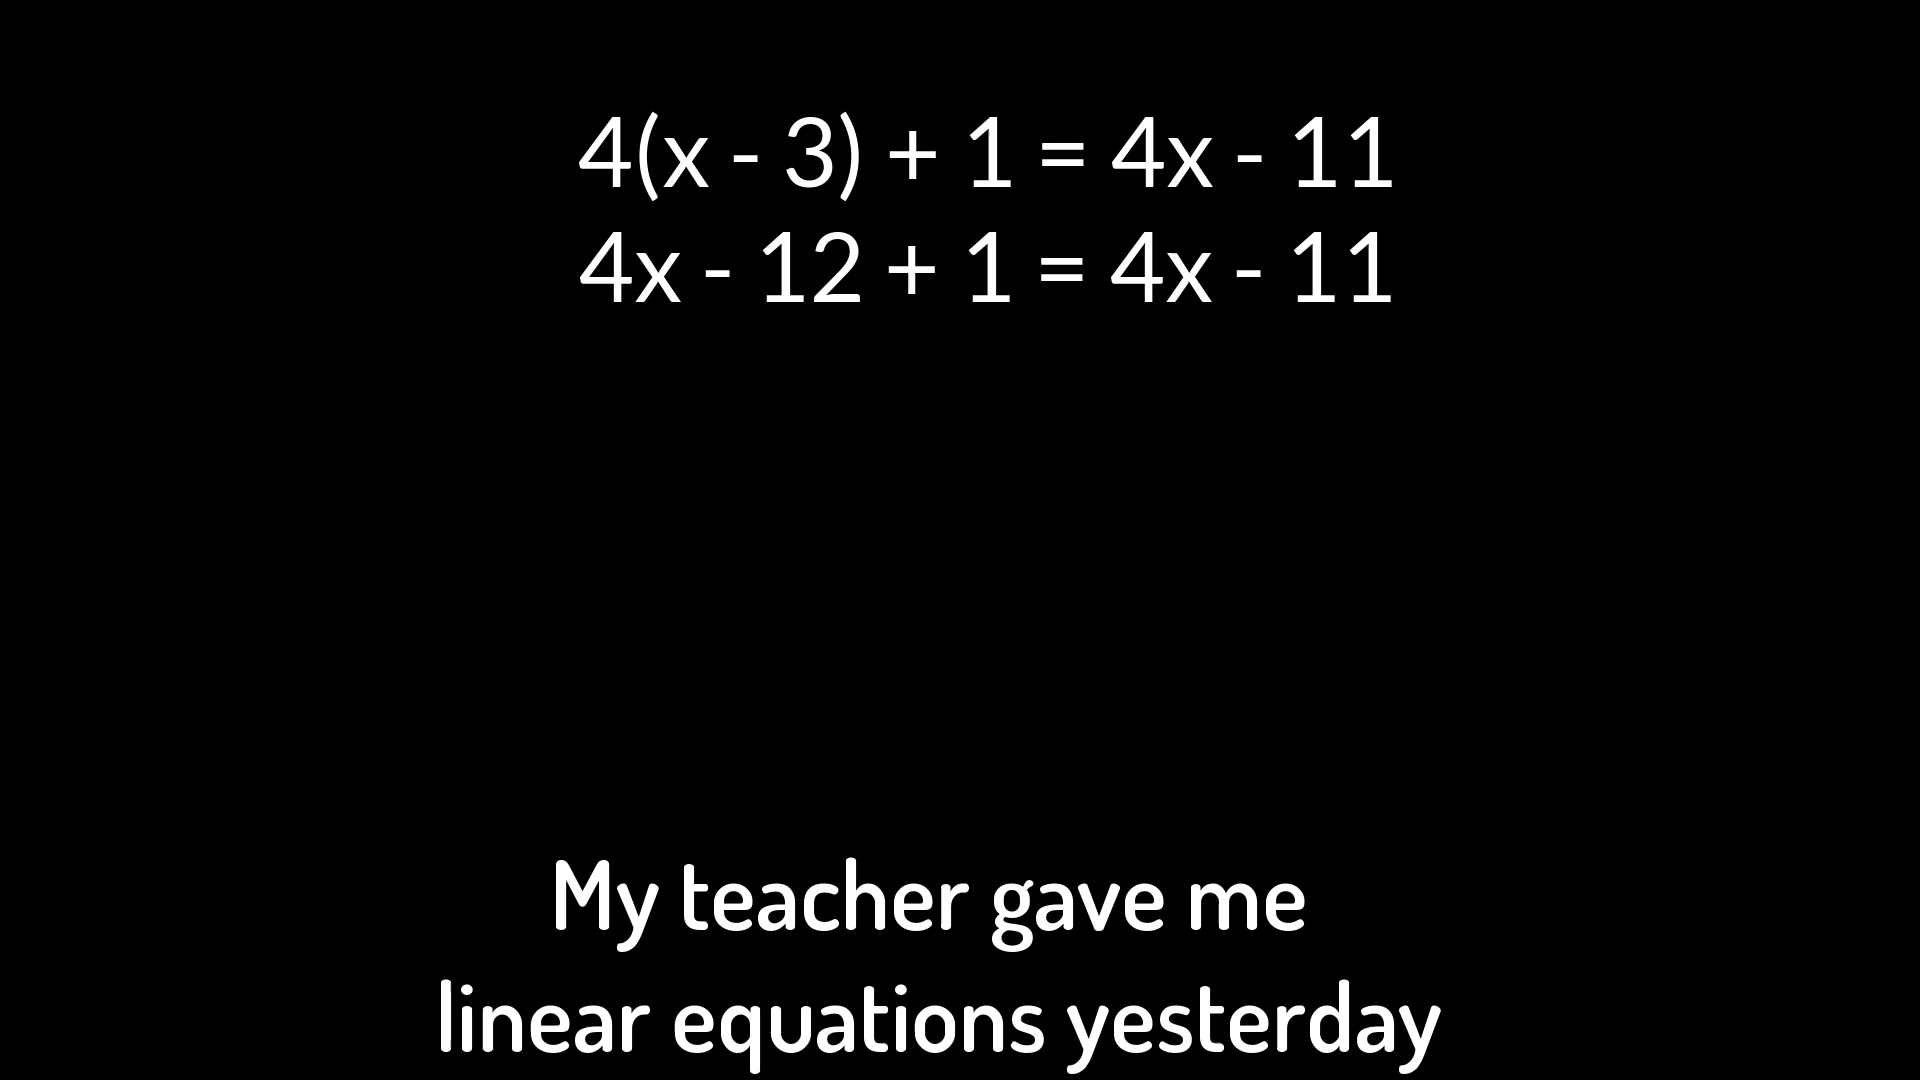 4(x - 3) + 1 = 4x - 11
4x - 12 + 1 = 4x - 11
My teacher gave me
linear equations yesterday